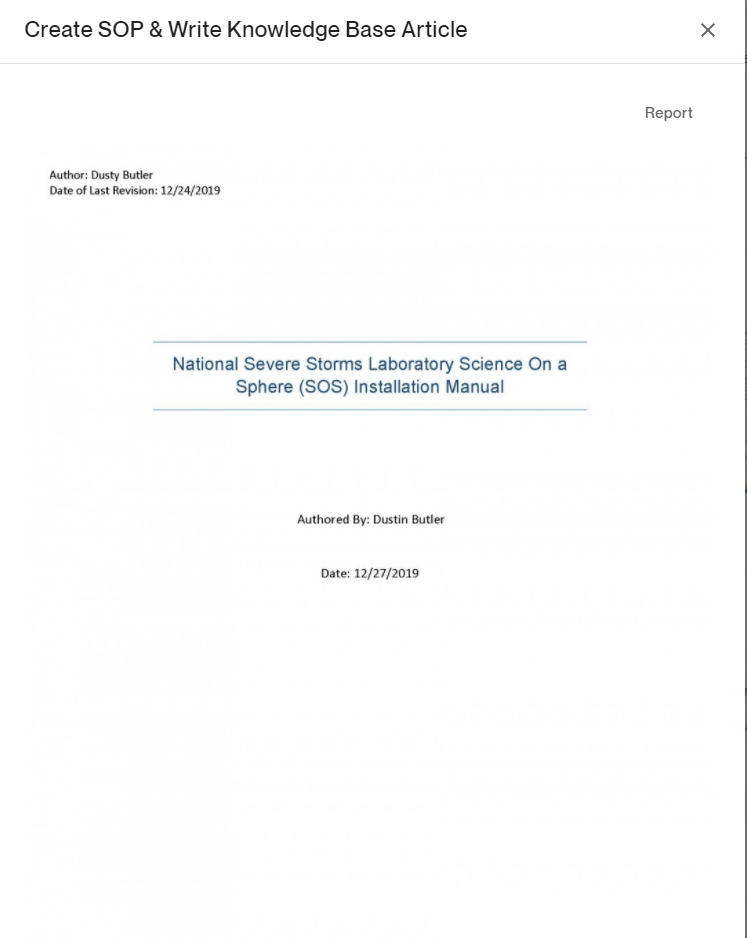 Create SOP & Write Knowledge Base Article
Report
Author: Dusty Butler
Date of Last Revision: 12/24/2019
National Severe Storms Laboratory Science On a
Sphere (SOS) Installation Manual
Authored By: Dustin Butler
Date: 12/27/2019